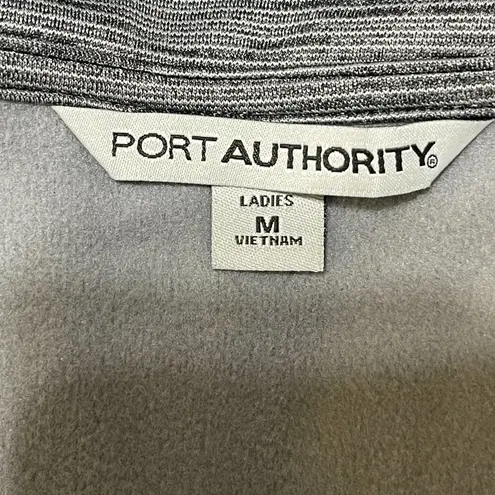 PORT AUTHORITY®
LADIES
M
VIETNAM